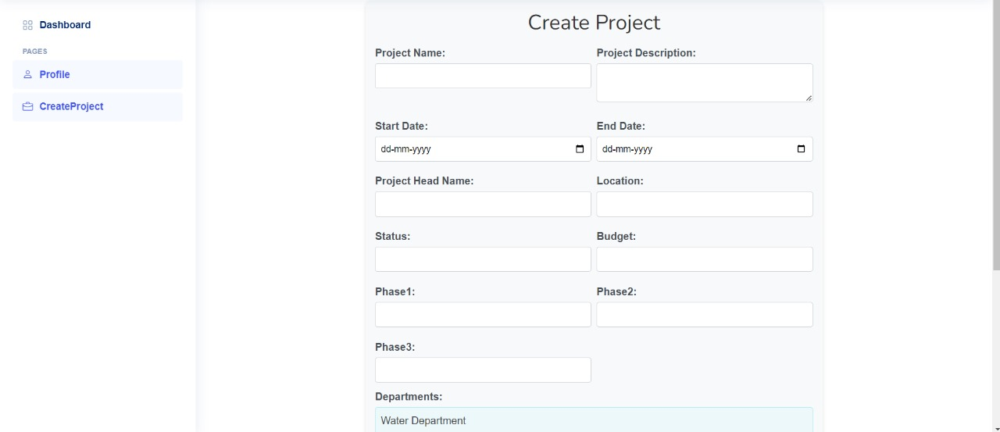 Dashboard
PAGES
Profile
CreateProject
Create Project
Project Name: Project Description:
Start Date: End Date:
dd-mm-yyyy dd-mm-yyyy
Project Head Name: Location:
Status: Budget:
Phase1: Phase2:
Phase3:
Departments:
Water Department